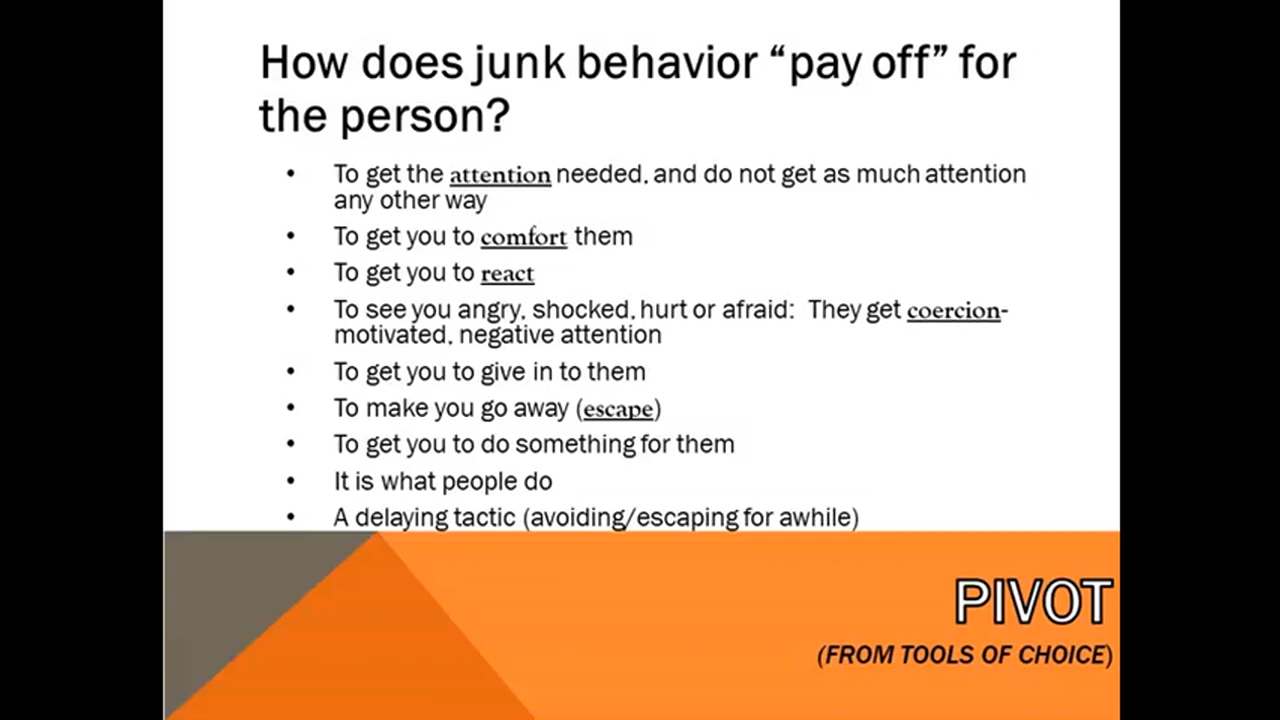 How does junk behavior “pay off” for
the person?
• To get the attention needed, and do not get as much attention
any other way
• To get you to comfort them
• To get you to react
• To see you angry, shocked, hurt or afraid: They get coercion-
motivated, negative attention
• To get you to give in to them
• To make you go away (escape)
• To get you to do something for them
• It is what people do
• A delaying tactic (avoiding/escaping for awhile)
PIVOT
(FROM TOOLS OF CHOICE)